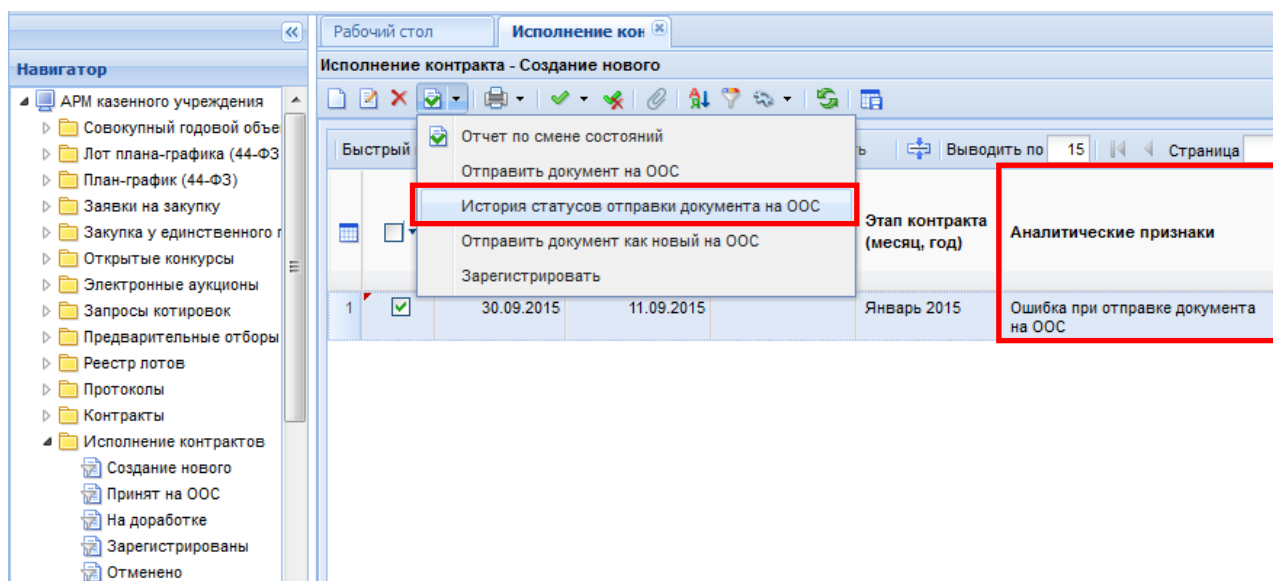 Рабочий стол
Исполнение кон
Навигатор
Исполнение контракта - Создание нового
АРМ казенного учреждения
Совокупный годовой объе
Лот плана-графика (44-ФЗ
План-график (44-ФЗ)
Заявки на закупку
Закупка у единственного г
Открытые конкурсы
Электронные аукционы
Запросы котировок
Предварительные отборы
Реестр лотов
Протоколы
Контракты
Исполнение контрактов
Создание нового
Принят на ООС
На доработке
Зарегистрированы
Отменено
Быстрый
Выводить по 15 Страница
Отчет по смене состояний
Отправить документ на ООС
История статусов отправки документа на ООС
Отправить документ как новый на ООС
Зарегистрировать
Этап контракта
(месяц, год)
Аналитические признаки
1 30.09.2015 11.09.2015 Январь 2015 Ошибка при отправке документа
на ООС